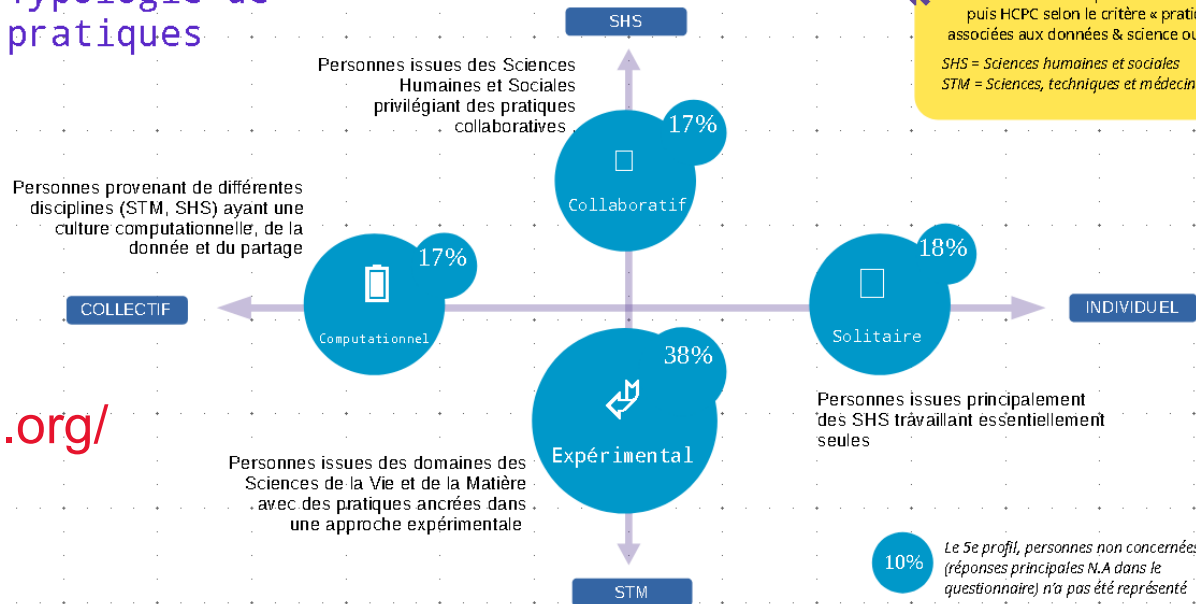 Typologie de
pratiques
SHS
puis HCPC selon le critère « 
associées aux données & science
SHS = Sciences humaines et sociales
STM = Sciences, techniques et
Personnes issues des Sciences
Humaines et Sociales
privilégiant des pratiques
collaboratives
17%
Collaboratif
Personnes provenant de différentes
disciplines (STM, SHS) ayant une
culture computationnelle, de la
donnée et du partage
17%
Computationnel
18%
Solitaire
COLLECTIF
INDIVIDUEL
38%
Expérimental
Personnes issues principalement
des SHS travaillant essentiellement
seules
.org/
Personnes issues des domaines des
Sciences de la Vie et de la Matière
avec des pratiques ancrées dans
une approche expérimentale
10%
Le 5e profil, personnes non concernées
(réponses principales N.A dans le
questionnaire) n'a pas été représenté
STM